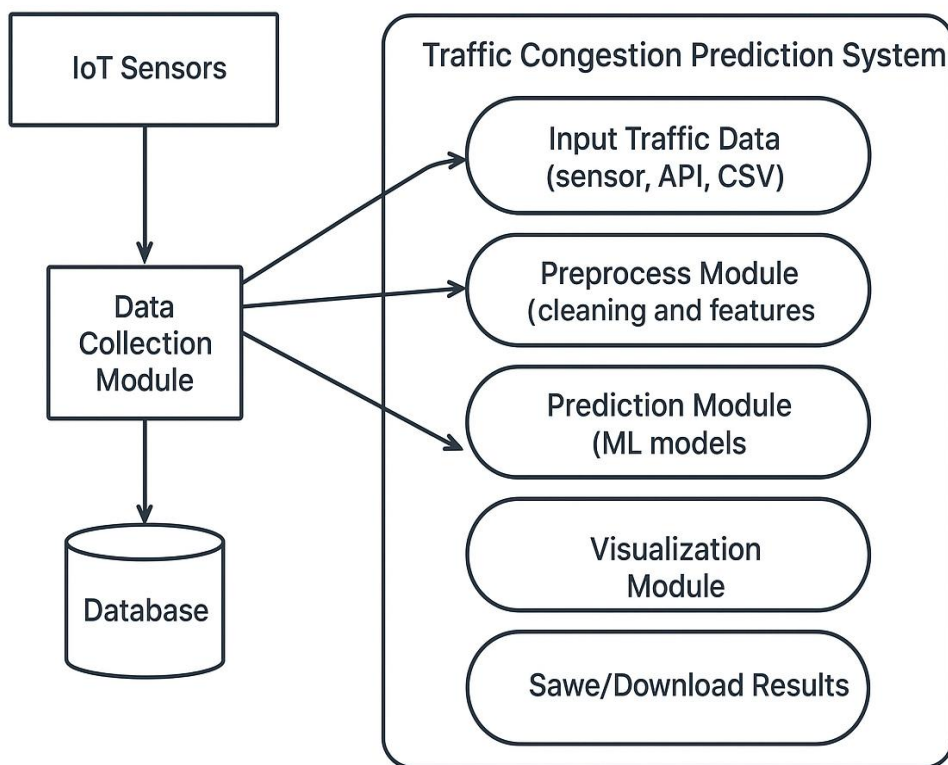 IoT Sensors
Data
Collection
Module
Database
Traffic Congestion Prediction System
Input Traffic Data
(sensor, API, CSV)
Preprocess Module
(cleaning and features
Prediction Module
(ML models
Visualization
Module
Sawe/Download Results